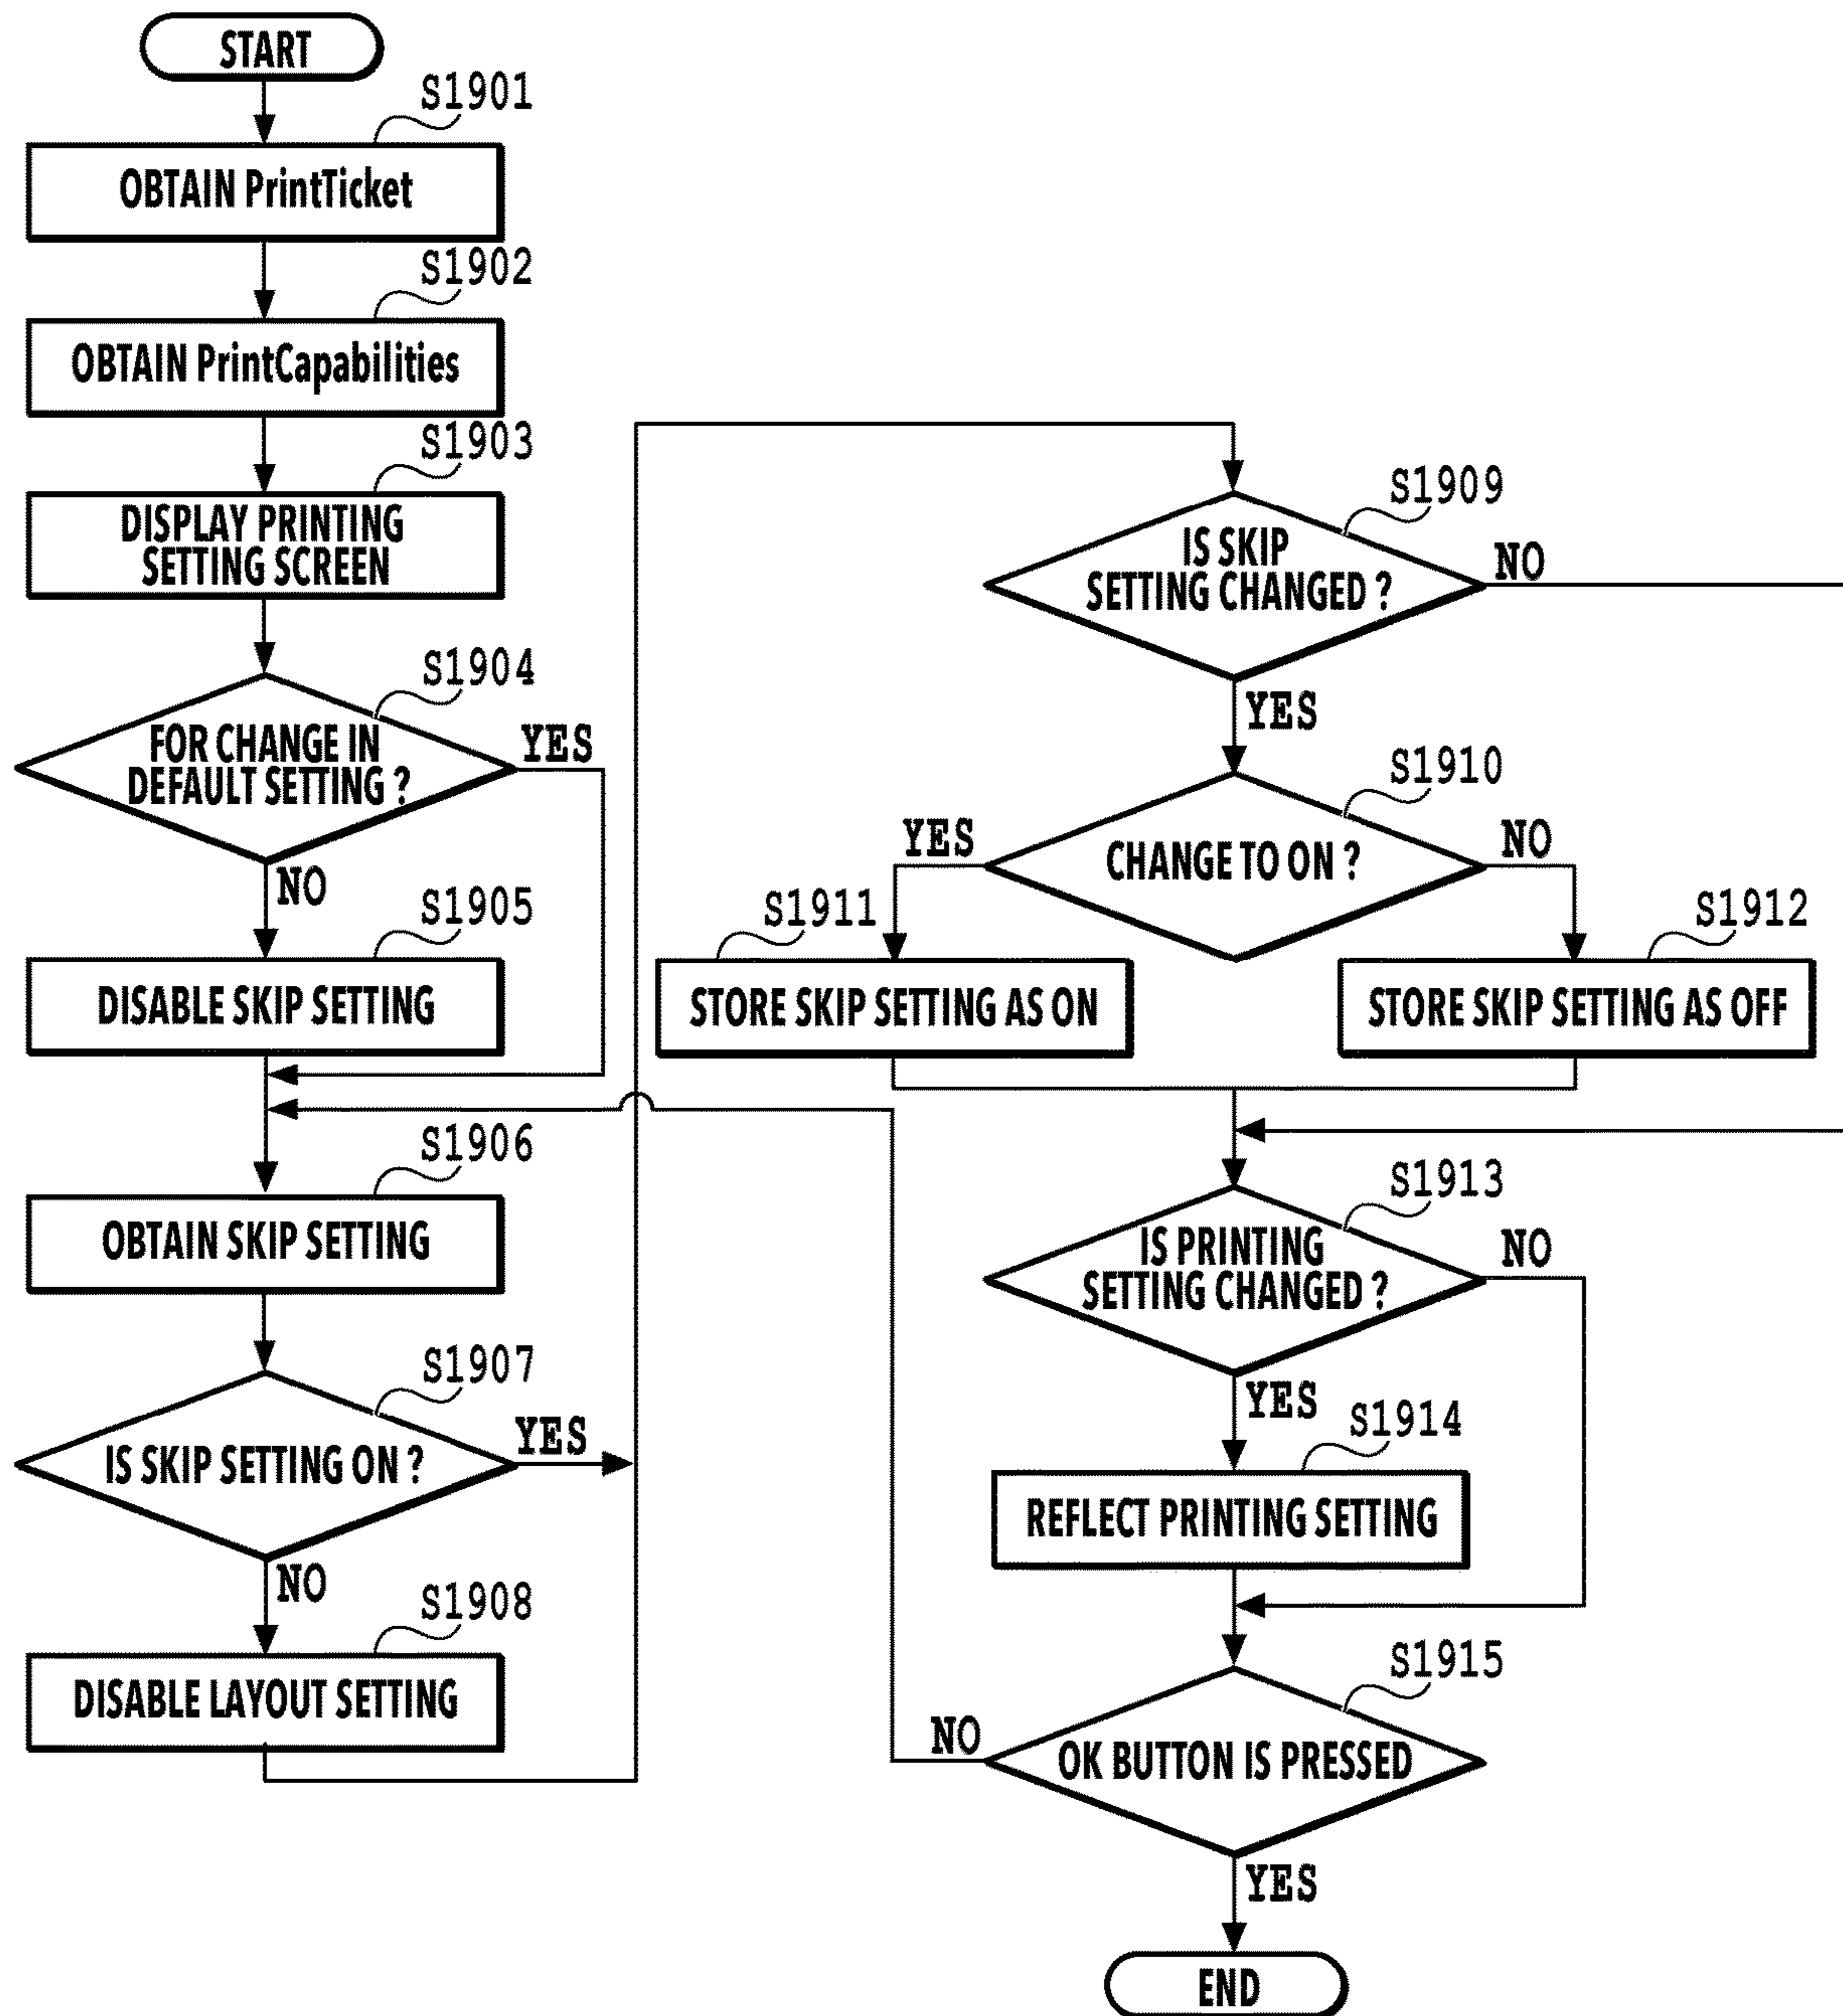 START
S1901
OBTAIN PrintTicket
S1902
OBTAIN PrintCapabilities
S1903
DISPLAY PRINTING
SETTING SCREEN
S1904
FOR CHANGE IN
DEFAULT SETTING ?
YES
NO
S1905
DISABLE SKIP SETTING
S1906
OBTAIN SKIP SETTING
S1907
IS SKIP SETTING ON ?
YES
NO
S1908
DISABLE LAYOUT SETTING
S1909
IS SKIP
SETTING CHANGED ?
NO
YES
S1910
CHANGE TO ON ?
YES
NO
S1911
STORE SKIP SETTING AS ON
S1912
STORE SKIP SETTING AS OFF
S1913
IS PRINTING
SETTING CHANGED ?
NO
YES
S1914
REFLECT PRINTING SETTING
S1915
OK BUTTON IS PRESSED
NO
YES
END